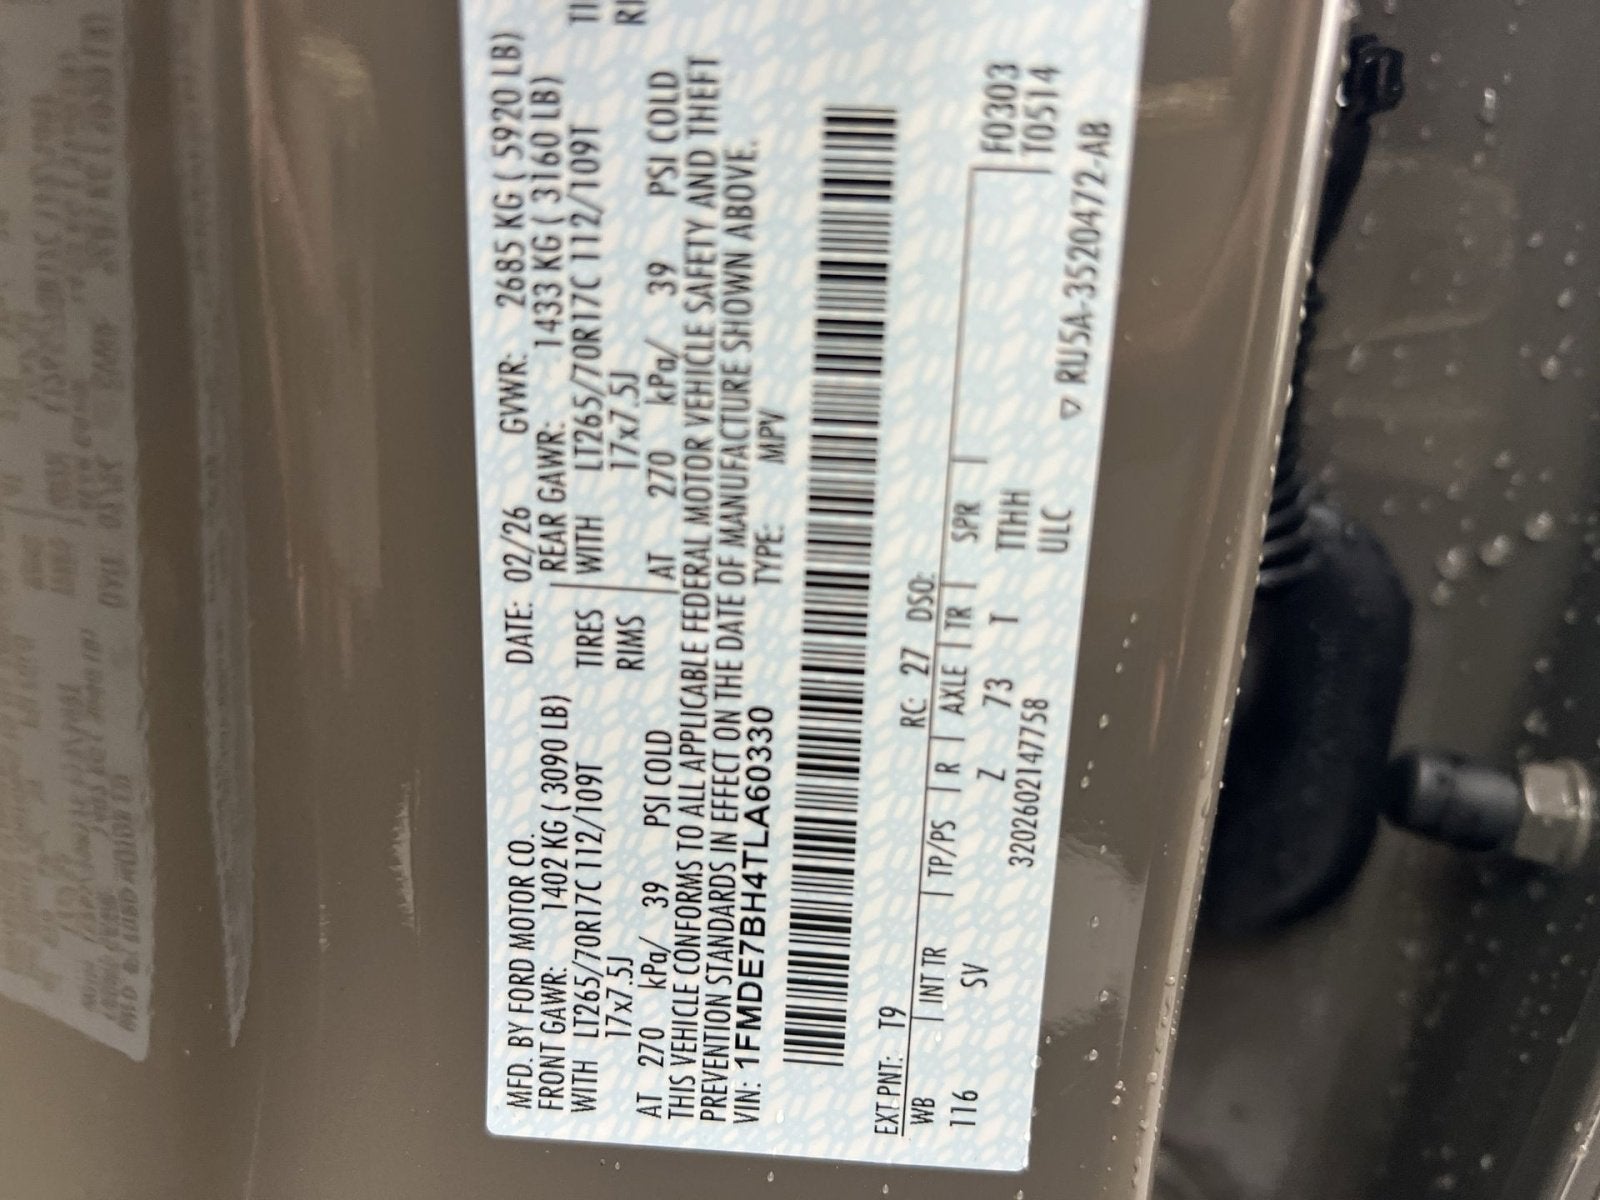 MFD. BY FORD MOTOR CO. DATE: 02/26 GVWR: 2685 KG ( 5920 LB)
FRONT GAWR: 1402 KG ( 3090 LB) REAR GAWR: 1433 KG ( 3160 LB)
WITH LT265/70R17C 112/109T TIRES WITH LT265/70R17C 112/109T
17x7.5J RIMS 17x7.5J
AT 270 kPa/ 39 PSI COLD AT 270 kPa/ 39 PSI COLD
THIS VEHICLE CONFORMS TO ALL APPLICABLE FEDERAL MOTOR VEHICLE SAFETY AND THEFT
PREVENTION STANDARDS IN EFFECT ON THE DATE OF MANUFACTURE SHOWN ABOVE.
VIN: 1FMDE7BH4TLA60330 TYPE: MPV
EXT PNT: T9 RC: 27 DSO:
WB INT TR TP/PS R AXLE TR SPR
116 SV Z 73 T TTHH F0303
320260214​7758 ULC T0514
▽ RU5A-3520472-AB